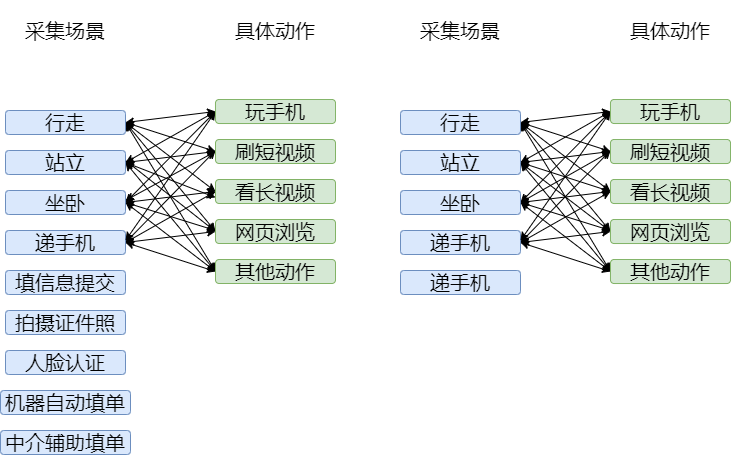 采集场景
具体动作
行走
站立
坐卧
递手机
填信息提交
拍摄证件照
人脸认证
机器自动填单
中介辅助填单
玩手机
刷短视频
看长视频
网页浏览
其他动作
采集场景
具体动作
行走
站立
坐卧
递手机
递手机
玩手机
刷短视频
看长视频
网页浏览
其他动作